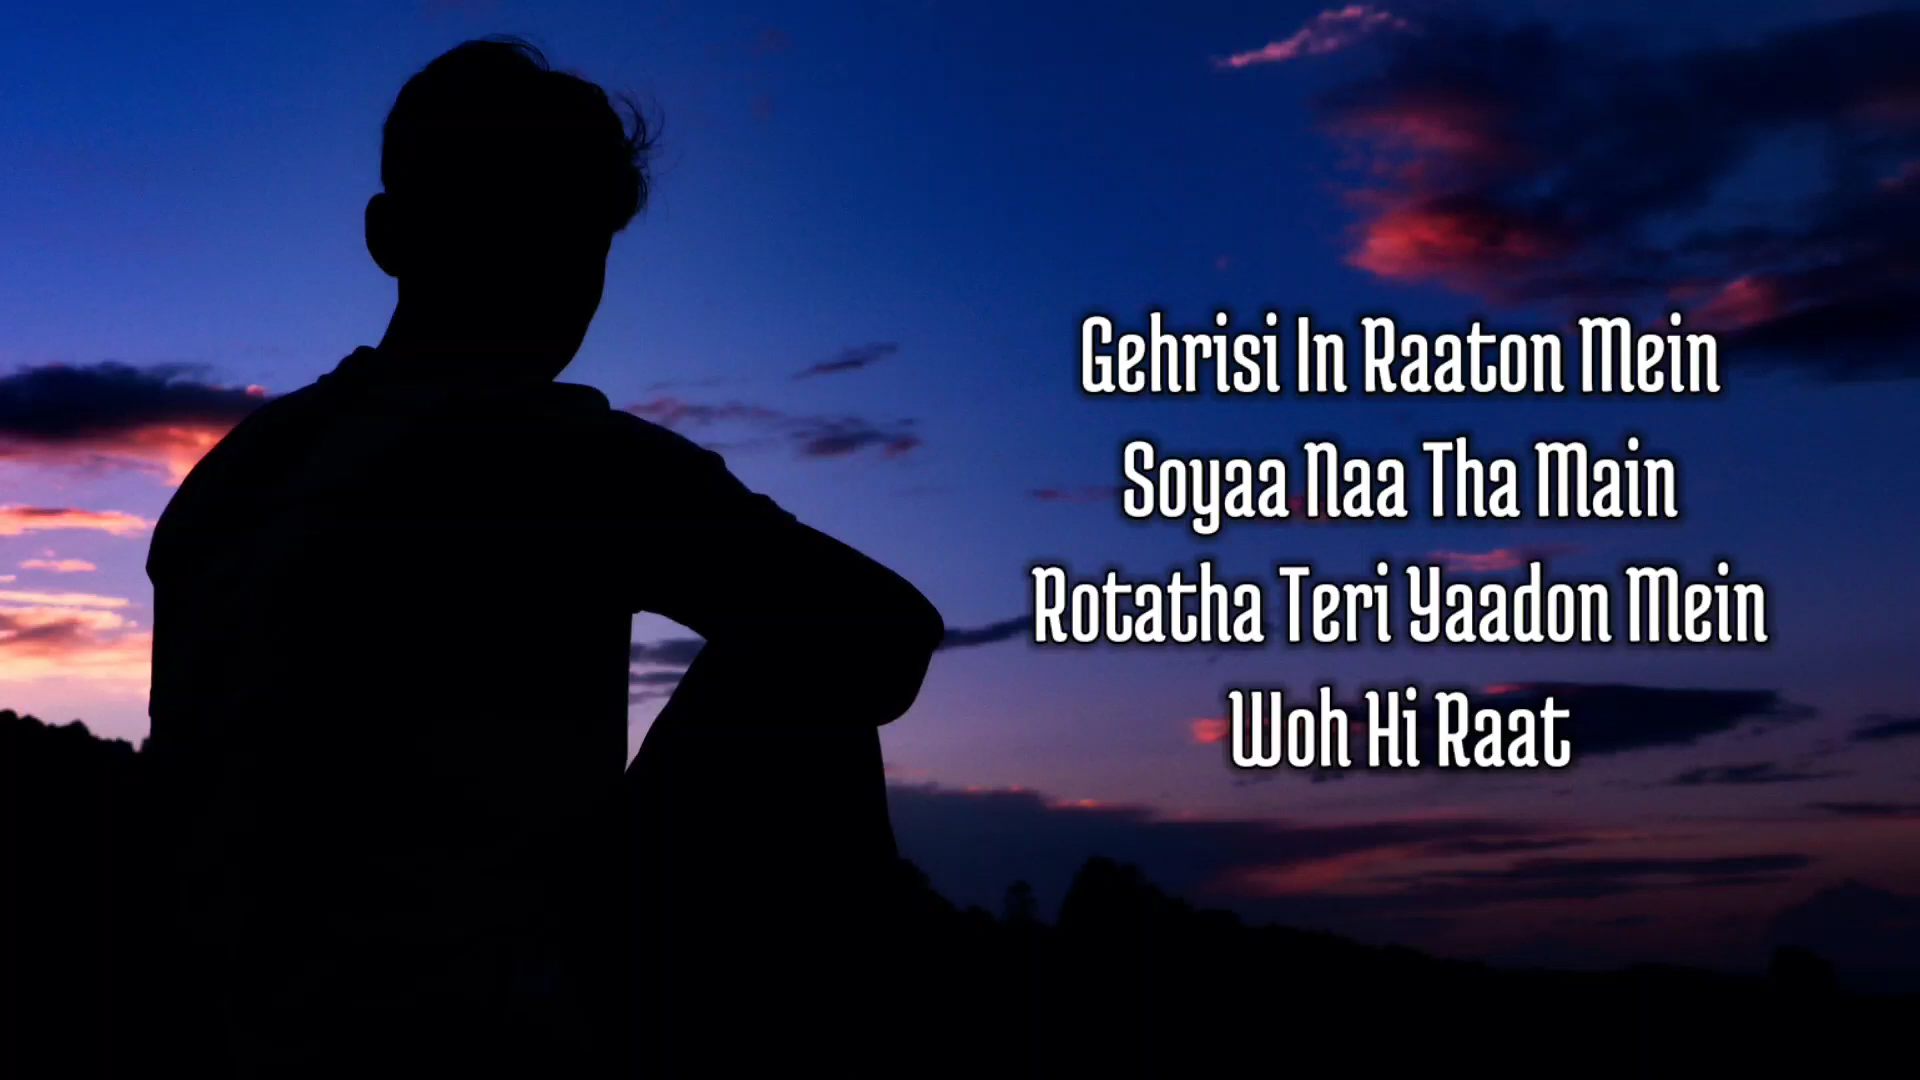 Gehrisi In Raaton Mein
Soyaa Naa Tha Main
Rotatha Teri Yaadon Mein
Woh Hi Raat